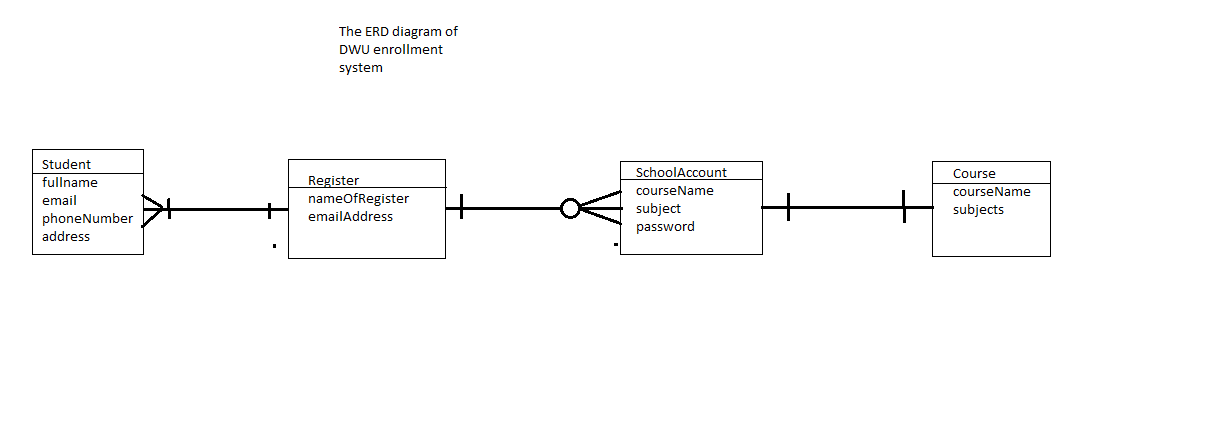 The ERD diagram of
DWU enrollment
system
Student
fullname
email
phoneNumber
address
Register
nameOfRegister
emailAddress
SchoolAccount
courseName
subject
password
Course
courseName
subjects